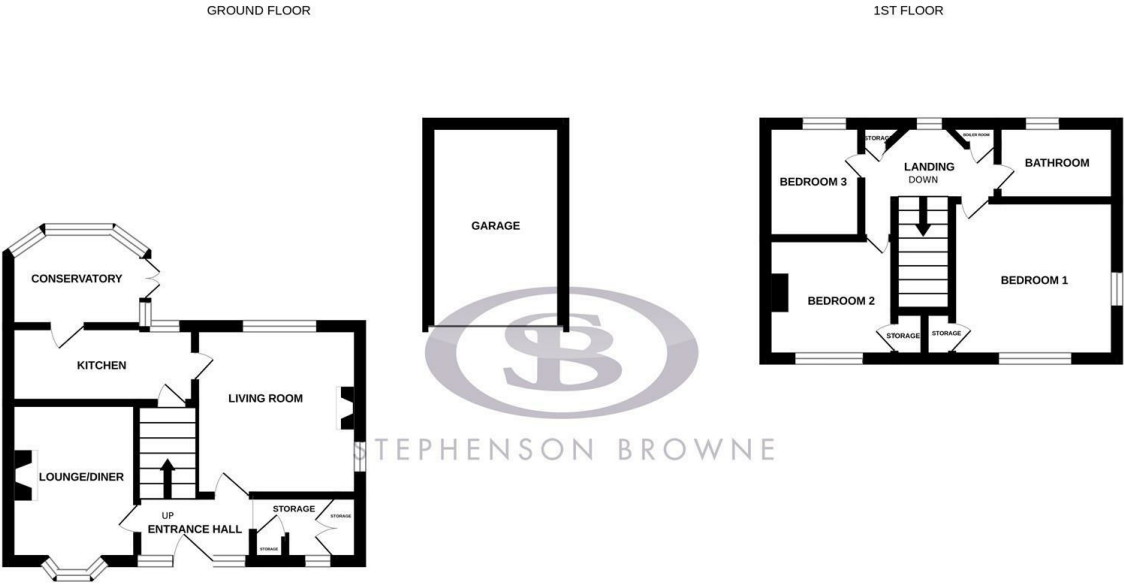 GROUND FLOOR
1ST FLOOR
STORAGE
BOILER ROOM
LANDING
DOWN
BATHROOM
BEDROOM 3
GARAGE
CONSERVATORY
BEDROOM 1
BEDROOM 2
STORAGE
STORAGE
KITCHEN
LIVING ROOM
SB
STEPHENSON BROWNE
LOUNGE/DINER
UP
ENTRANCE HALL
STORAGE
STORAGE
STORAGE